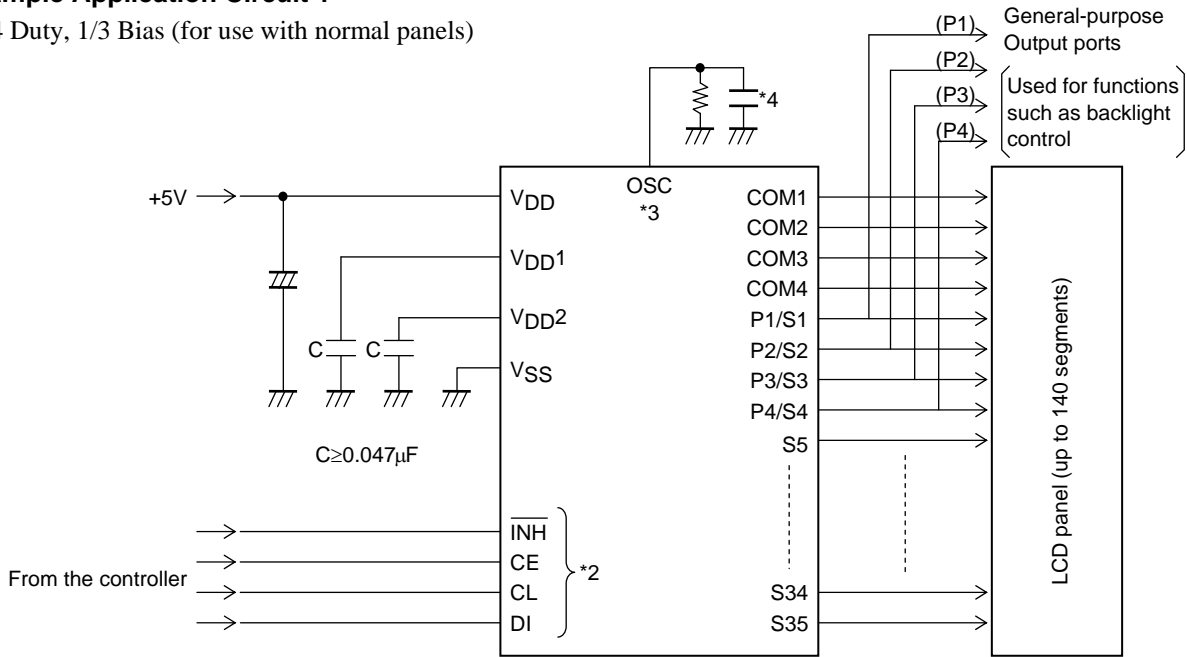 Duty, 1/3 Bias (for use with normal panels)
(P1)
General-purpose
Output ports
(P2)
(P3)
(P4)
Used for functions
such as backlight
control
*4
+5V
VDD
OSC
*3
VDD1
VDD2
VSS
C
C
C≥0.047μF
COM1
COM2
COM3
COM4
P1/S1
P2/S2
P3/S3
P4/S4
S5
S34
S35
LCD panel (up to 140 segments)
From the controller
INH
CE
CL
DI
*2